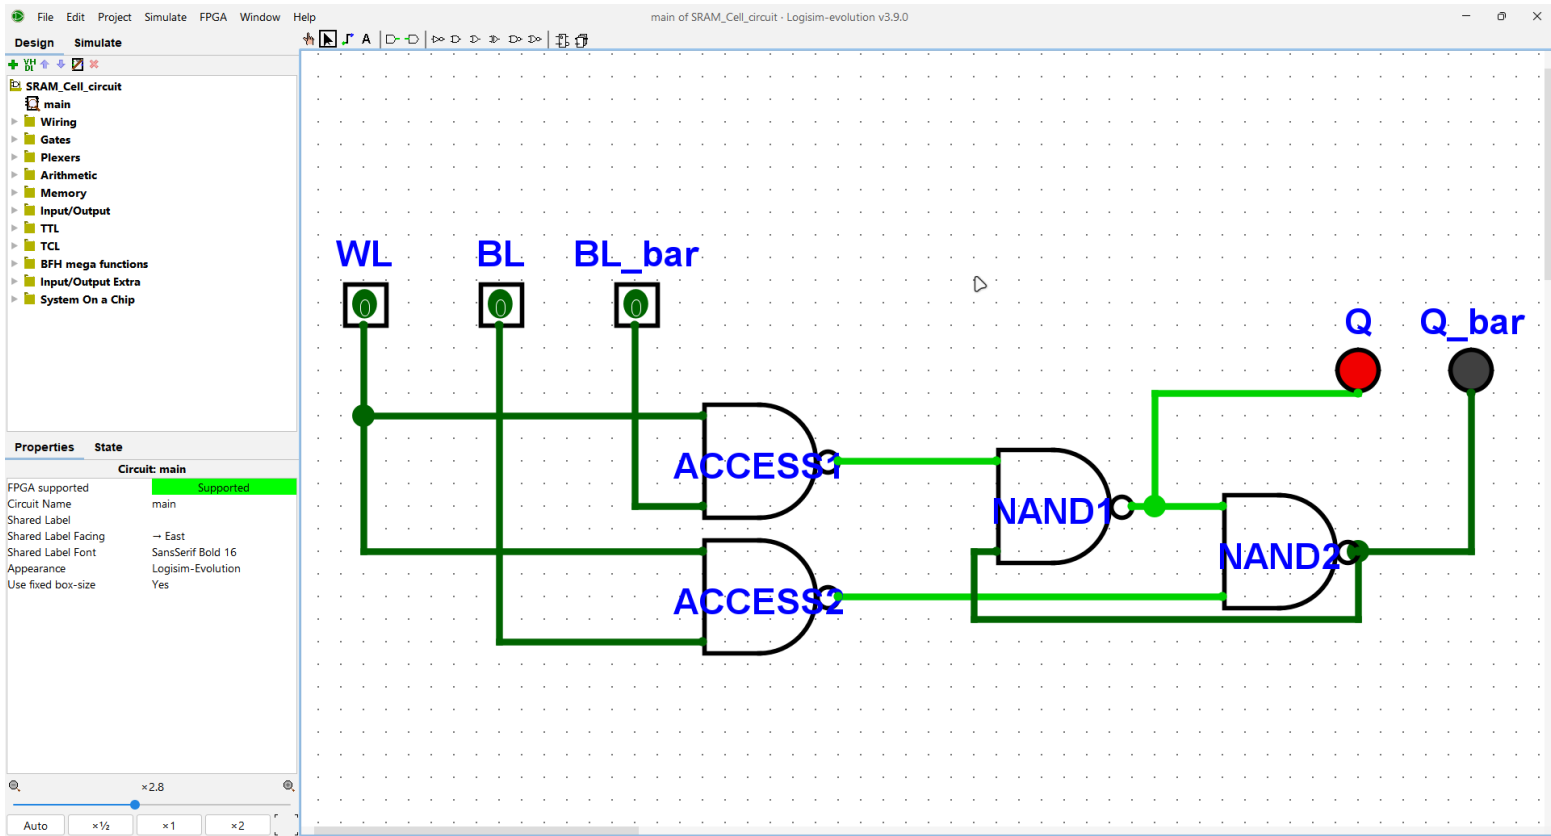 File Edit Project Simulate FPGA Window Help
main of SRAM_Cell_circuit · Logisim-evolution v3.9.0
Design Simulate
A
VH
DL
SRAM_Cell_circuit
main
Wiring
Gates
Plexers
Arithmetic
Memory
Input/Output
TTL
TCL
BFH mega functions
Input/Output Extra
System On a Chip
Properties State
Circuit: main
FPGA supported Supported
Circuit Name main
Shared Label
Shared Label Facing → East
Shared Label Font SansSerif Bold 16
Appearance Logisim-Evolution
Use fixed box-size Yes
×2.8
Auto ×½ ×1 ×2
WL BL BL_bar
0 0 0
Q Q_bar
ACCESS1
NAND1
NAND2
ACCESS2